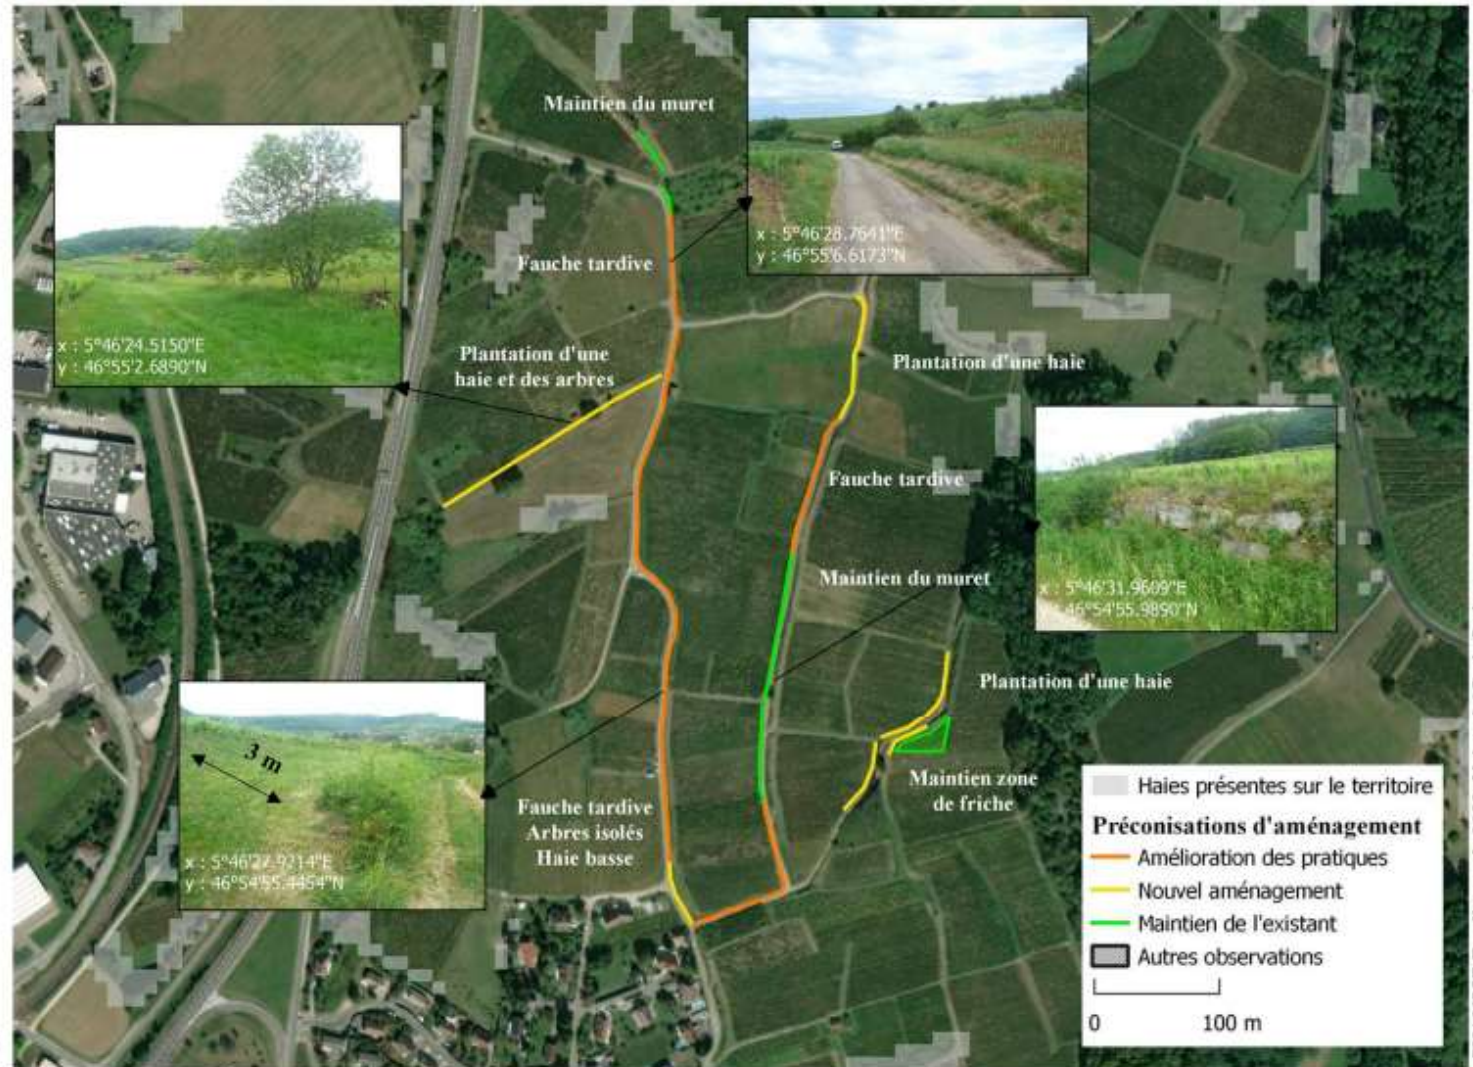 Maintien du muret
x : 5°46'28.7641"E
y : 46°55'6.6173"N
Fauche tardive
x : 5°46'24.5150"E
y : 46°55'2.6890"N
Plantation d'une
haie et des arbres
Plantation d'une haie
Fauche tardive
Maintien du muret
x : 5°46'31.9609"E
46°54'55.9890"N
Plantation d'une haie
3 m
x : 5°46'27.9214"E
y : 46°54'55.4454"N
Fauche tardive
Arbres isolés
Haie basse
Maintien zone
de friche
Haies présentes sur le territoire
Préconisations d'aménagement
Amélioration des pratiques
Nouvel aménagement
Maintien de l'existant
Autres observations
0 100 m